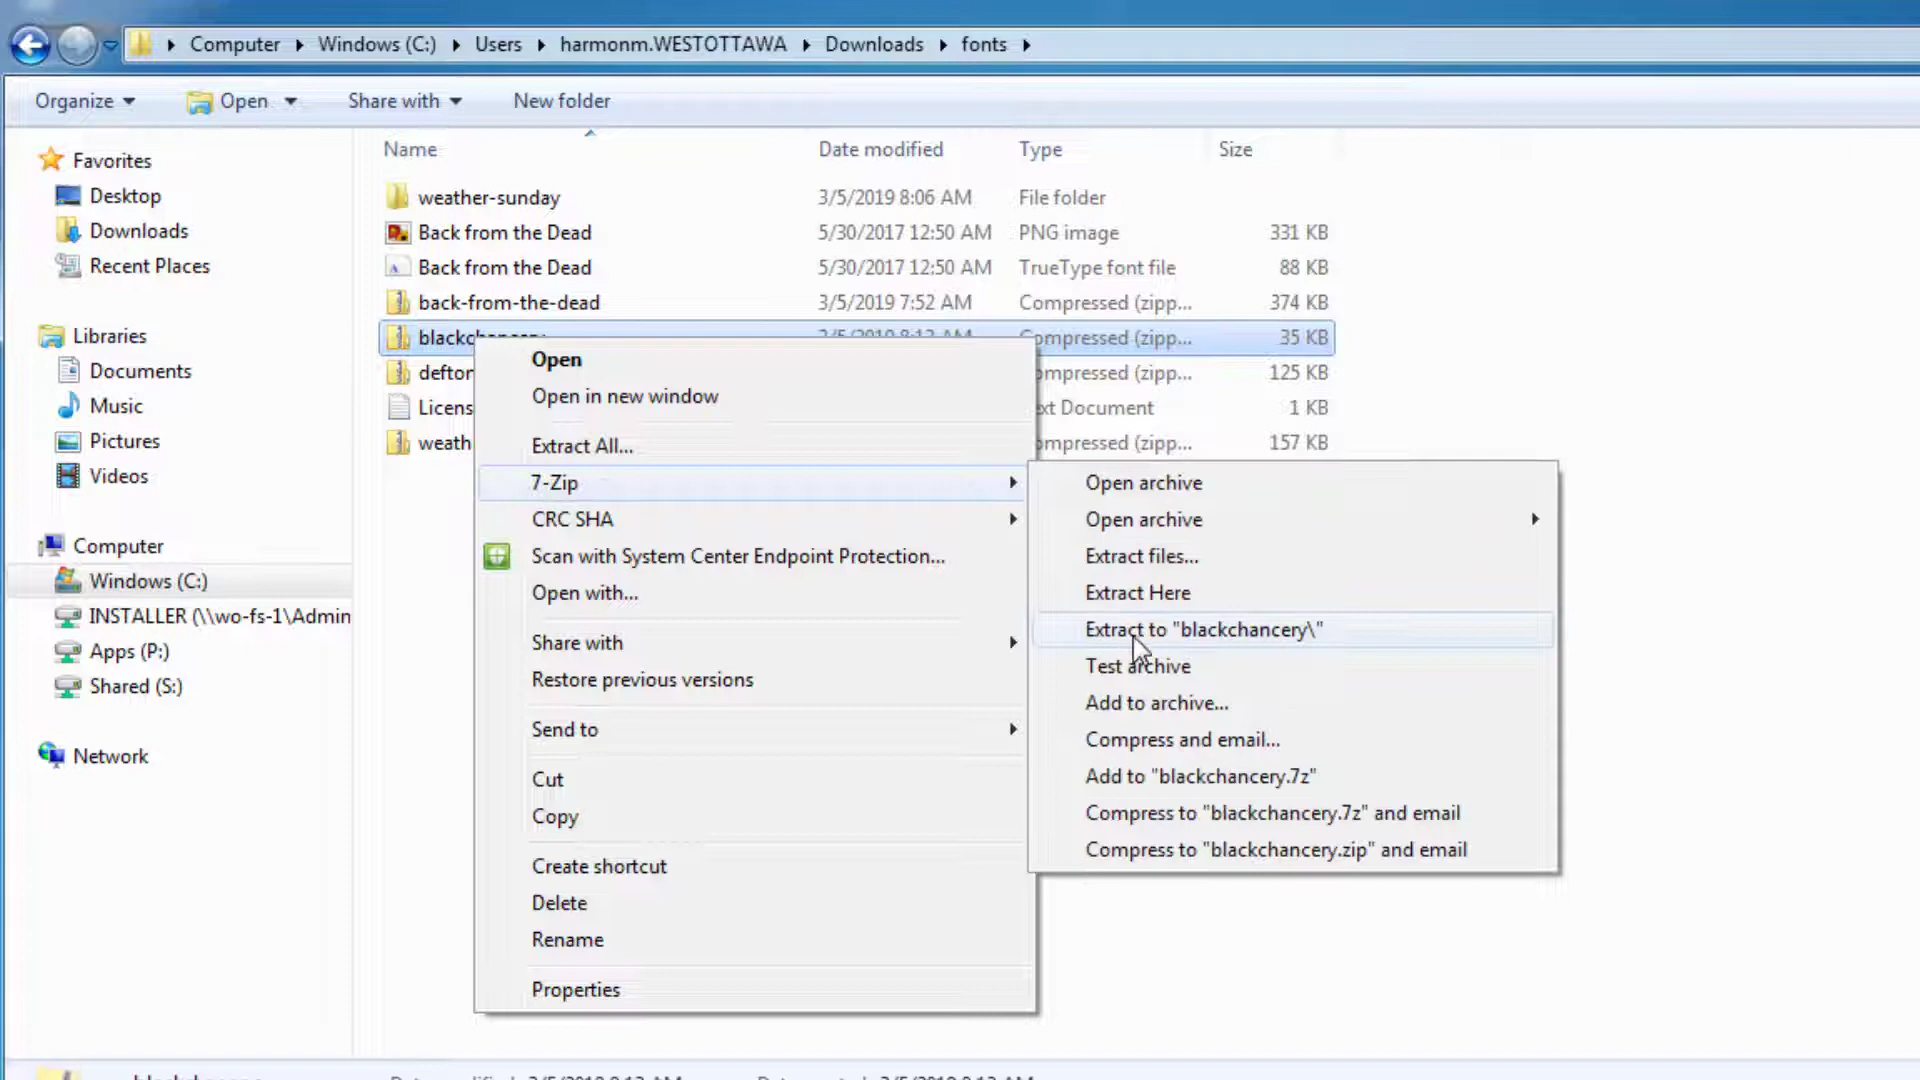 Computer Windows (C:) Users harmonm.WESTOTTAWA Downloads fonts
Organize Open Share with New folder
Name Date modified Type Size
Favorites
Desktop
Downloads
Recent Places
Libraries
Documents
Music
Pictures
Videos
Computer
Windows (C:)
INSTALLER (\\wo-fs-1\Admin
Apps (P:)
Shared (S:)
Network
weather-sunday 3/5/2019 8:06 AM File folder
Back from the Dead 5/30/2017 12:50 AM PNG image 331 KB
Back from the Dead 5/30/2017 12:50 AM TrueType font file 88 KB
back-from-the-dead 3/5/2019 7:52 AM Compressed (zipp... 374 KB
blackchancery 3/5/2019 8:13 AM Compressed (zipp... 35 KB
defton ompressed (zipp... 125 KB
Licens ext Document 1 KB
weath ompressed (zipp... 157 KB
Open
Open in new window
Extract All...
7-Zip
CRC SHA
Scan with System Center Endpoint Protection...
Open with...
Share with
Restore previous versions
Send to
Cut
Copy
Create shortcut
Delete
Rename
Properties
Open archive
Open archive
Extract files...
Extract Here
Extract to "blackchancery\"
Test archive
Add to archive...
Compress and email...
Add to "blackchancery.7z"
Compress to "blackchancery.7z" and email
Compress to "blackchancery.zip" and email